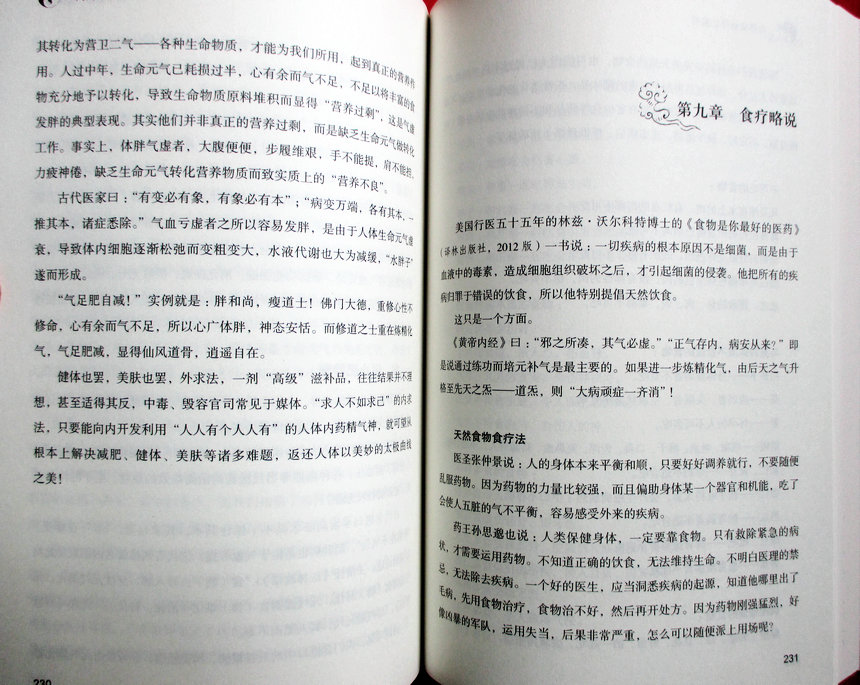 其转化为营卫二气——各种生命物质，才能为我们所用，起到真正的营养作
用。人过中年，生命元气已耗损过半，心有余而气不足，不足以将丰富的食
物充分地予以转化，导致生命物质原料堆积而显得“营养过剩”，这是气虚
发胖的典型表现。其实他们并非真正的营养过剩，而是缺乏生命元气做转化
工作。事实上，体胖气虚者，大腹便便，步履维艰，手不能提，肩不能担，
力疲神倦，缺乏生命元气转化营养物质而致实质上的“营养不良”。
古代医家曰：“有变必有象，有象必有本”；“病变万端，各有其本，一
推其本，诸症悉除。”气血亏虚者之所以容易发胖，是由于人体生命元气虚
衰，导致体内细胞逐渐松弛而变粗变大，水液代谢也大为减缓，“水胖子”
遂而形成。
“气足肥自减！”实例就是：胖和尚，瘦道士！佛门大德，重修心性不
修命，心有余而气不足，所以心广体胖，神态安恬。而修道之士重在炼精化
气，气足肥减，显得仙风道骨，逍遥自在。
健体也罢，美肤也罢，外求法，一剂“高级”滋补品，往往结果并不理
想，甚至适得其反，中毒、毁容官司常见于媒体。“求人不如求己”的内求
法，只要能向内开发利用“人人有个人人有”的人体内药精气神，就可望从
根本上解决减肥、健体、美肤等诸多难题，返还人体以美妙的太极曲线
之美！
230
第九章 食疗略说
美国行医五十五年的林兹·沃尔科特博士的《食物是你最好的医药》
（译林出版社，2012版）一书说：一切疾病的根本原因不是细菌，而是由于
血液中的毒素，造成细胞组织破坏之后，才引起细菌的侵袭。他把所有的疾
病归罪于错误的饮食，所以他特别提倡天然饮食。
这只是一个方面。
《黄帝内经》曰：“邪之所凑，其气必虚。”“正气存内，病安从来？”即
是说通过练功而培元补气是最主要的。如果进一步炼精化气，由后天之气升
格至先天之炁——道炁，则“大病顽症一齐消”！
天然食物食疗法
医圣张仲景说：人的身体本来平衡和顺，只要好好调养就行，不要随便
乱服药物。因为药物的力量比较强，而且偏助身体某一个器官和机能，吃了
会使人五脏的气不平衡，容易感受外来的疾病。
药王孙思邈也说：人类保健身体，一定要靠食物。只有救除紧急的病
状，才需要运用药物。不知道正确的饮食，无法维持生命。不明白医理的禁
忌，无法除去疾病。一个好的医生，应当洞悉疾病的起源，知道他哪里出了
毛病，先用食物治疗，食物治不好，然后再开处方。因为药物刚强猛烈，好
像凶暴的军队，运用失当，后果非常严重，怎么可以随便派上用场呢？
231